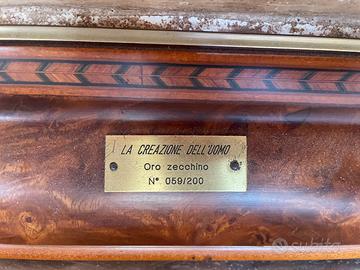 LA CREAZIONE DELL'UOMO
Oro zecchino
N° 059/200
subito